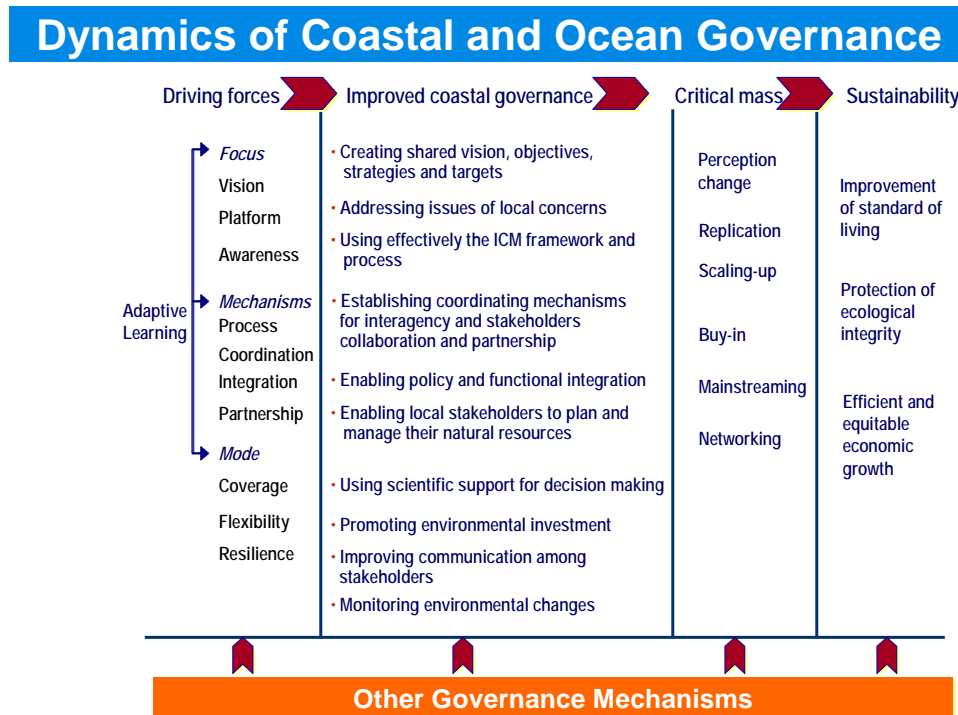 Dynamics of Coastal and Ocean Governance
Driving forces
Improved coastal governance
Critical mass
Sustainability
Adaptive
Learning
Focus
Vision
Platform
Awareness
Mechanisms
Process
Coordination
Integration
Partnership
Mode
Coverage
Flexibility
Resilience
• Creating shared vision, objectives,
strategies and targets
• Addressing issues of local concerns
• Using effectively the ICM framework and
process
• Establishing coordinating mechanisms
for interagency and stakeholders
collaboration and partnership
• Enabling policy and functional integration
• Enabling local stakeholders to plan and
manage their natural resources
• Using scientific support for decision making
• Promoting environmental investment
• Improving communication among
stakeholders
• Monitoring environmental changes
Perception
change
Replication
Scaling-up
Buy-in
Mainstreaming
Networking
Improvement
of standard of
living
Protection of
ecological
integrity
Efficient and
equitable
economic
growth
Other Governance Mechanisms